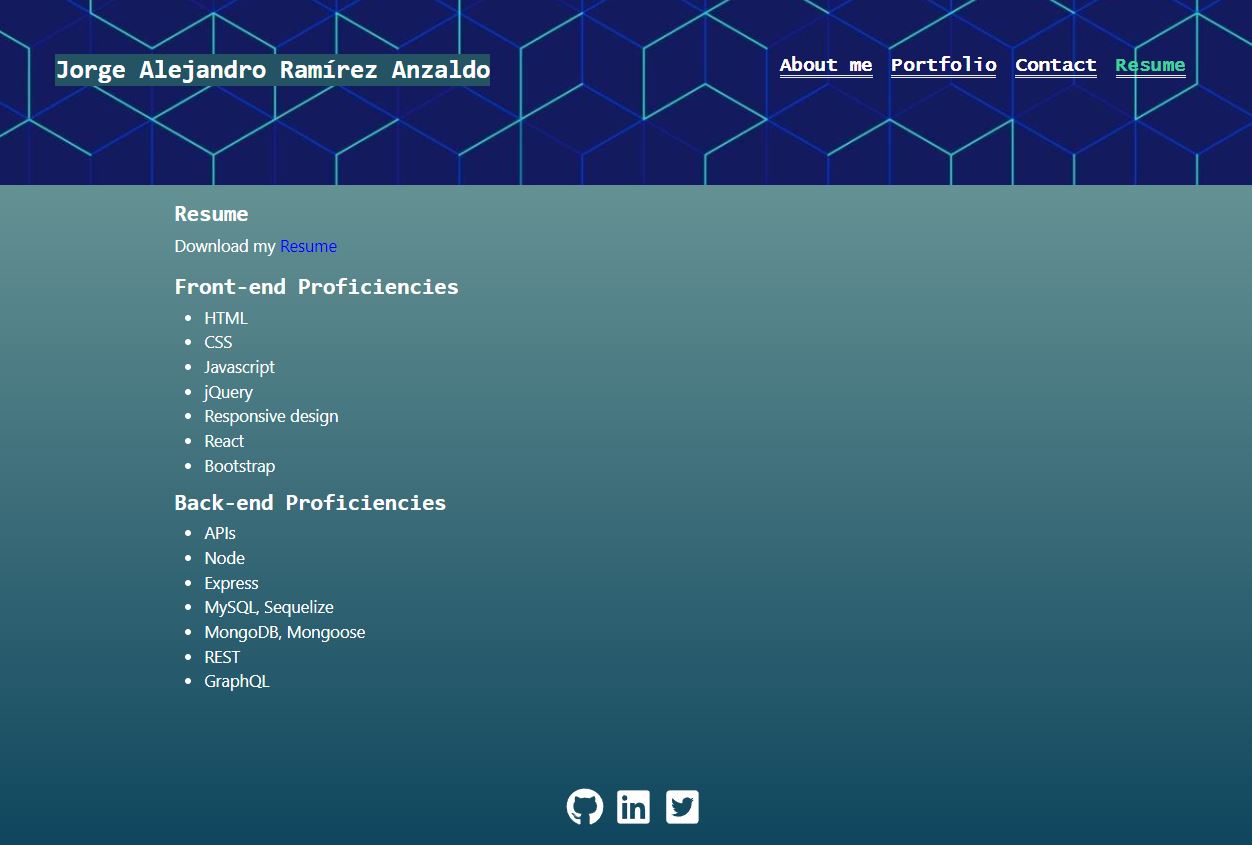 Jorge Alejandro Ramírez Anzaldo
About me Portfolio Contact Resume
Resume
Download my Resume
Front-end Proficiencies
HTML
CSS
Javascript
jQuery
Responsive design
React
Bootstrap
Back-end Proficiencies
APIs
Node
Express
MySQL, Sequelize
MongoDB, Mongoose
REST
GraphQL
in